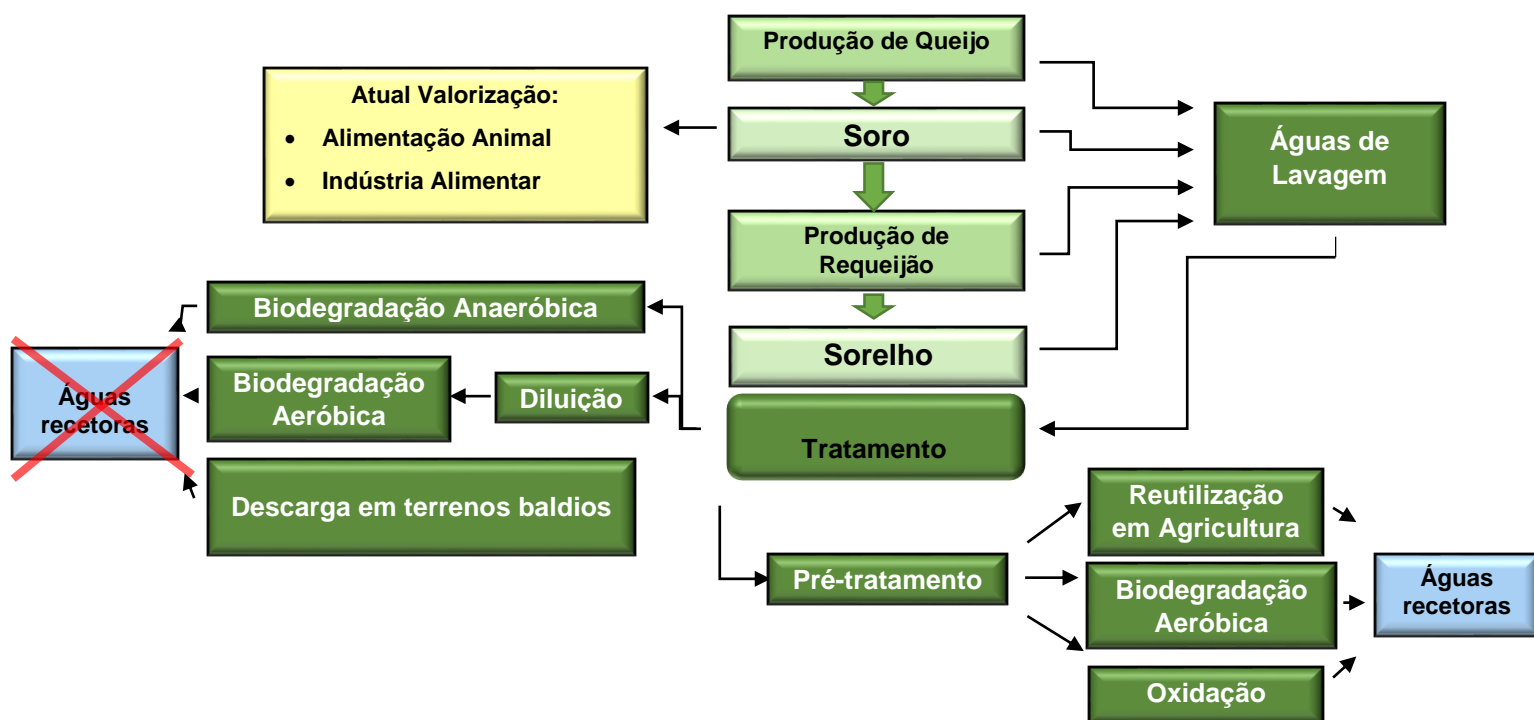 Produção de Queijo
Atual Valorização:
• Alimentação Animal
• Indústria Alimentar
Soro
Águas de
Lavagem
Produção de
Requeijão
Biodegradação Anaeróbica
Sorelho
Águas
recetoras
Biodegradação
Aeróbica
Diluição
Tratamento
Descarga em terrenos baldios
Reutilização
em Agricultura
Pré-tratamento
Biodegradação
Aeróbica
Águas
recetoras
Oxidação